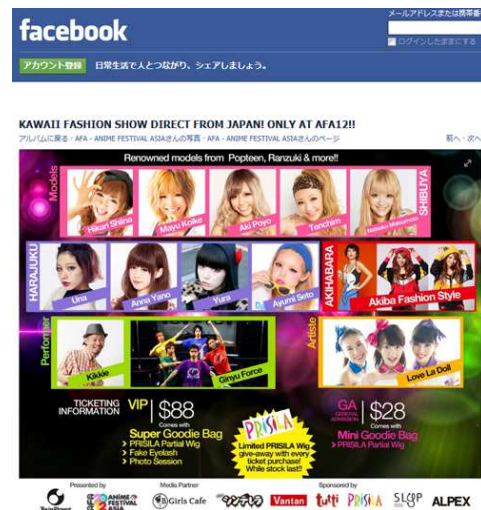 メールアドレスまたは携帯番
facebook
ログインしたままにする
アカウント登録 日常生活で人とつながり、シェアしましょう。
KAWAII FASHION SHOW DIRECT FROM JAPAN! ONLY AT AFA12!!
アルバムに戻る · AFA - ANIME FESTIVAL ASIAさんの写真 · AFA - ANIME FESTIVAL ASIAさんのページ
前へ · 次へ
Renowned models from Popteen, Ranzuki & more!!
Models
Hikari Shiina
Mayu Koike
Aki Poyo
Tenchim
Natsuko Matsumoto
SHIBUYA
HARAJUKU
Una
Anna Yano
Yura
Ayumi Seto
AKIHABARA
Akiba Fashion Style
Performer
Kikkie
Ginyu Force
Artiste
Love La Doll
TICKETING INFORMATION
VIP $88
Comes with
Super Goodie Bag
> PRISILA Partial Wig
> Fake Eyelash
> Photo Session
PRISILA
Limited PRISILA Wig
give-away with every
ticket purchase!
While stock last!!
GA GENERAL ADMISSION $28
Comes with
Mini Goodie Bag
> PRISILA Partial Wig
Presented by
Media Partner
Sponsored by
ANIME FESTIVAL ASIA
Girls Cafe
Vantan
tutti
PRISILA
ALPEX